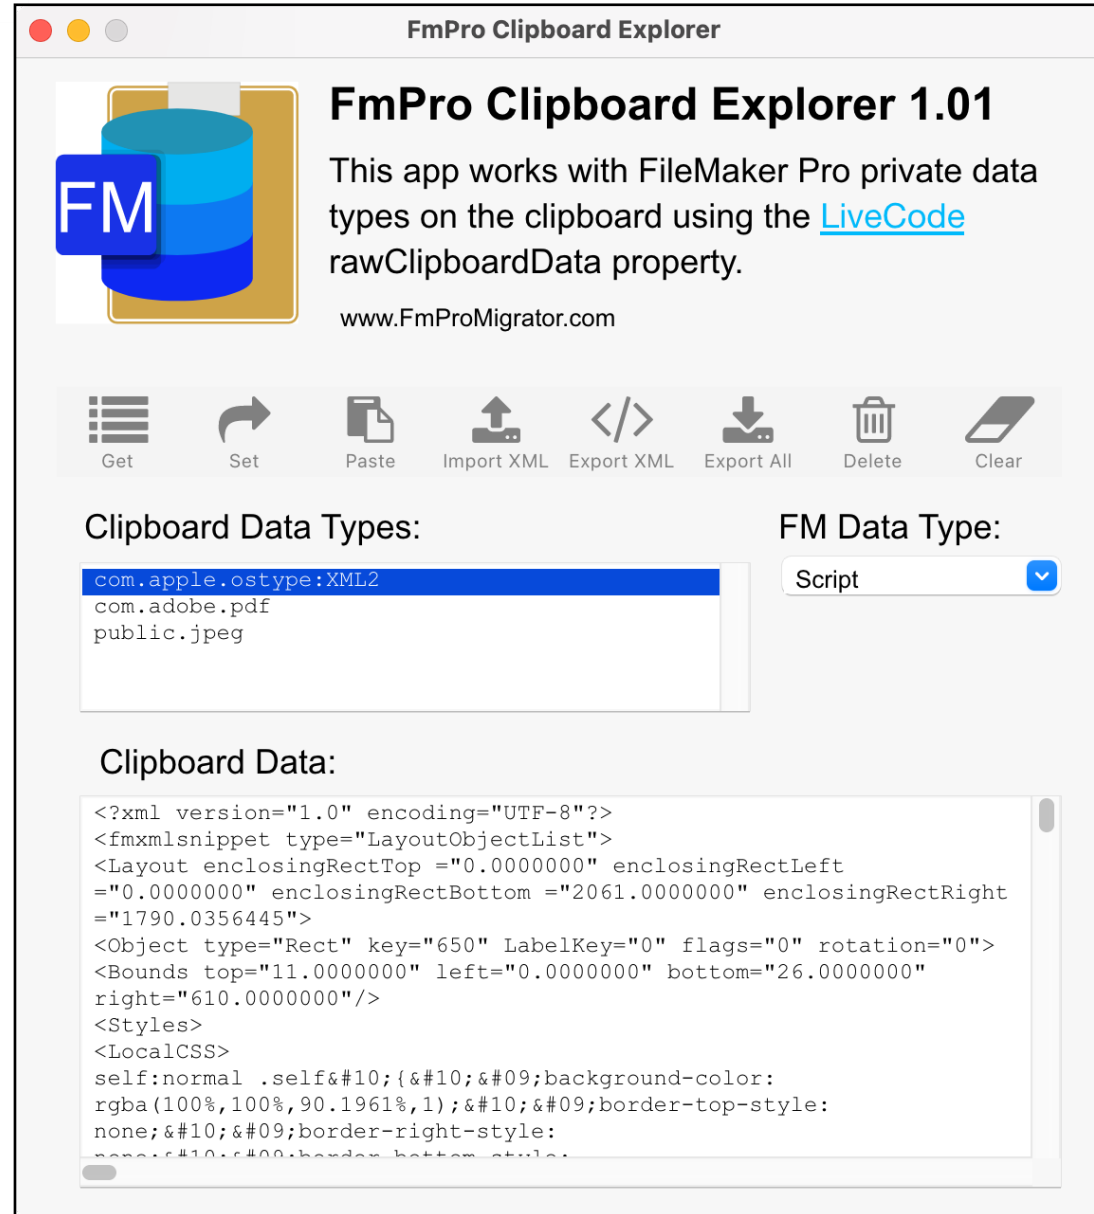 FmPro Clipboard Explorer
FM
FmPro Clipboard Explorer 1.01
This app works with FileMaker Pro private data
types on the clipboard using the LiveCode
rawClipboardData property.
www.FmProMigrator.com
Get Set Paste Import XML Export XML Export All Delete Clear
Clipboard Data Types:
FM Data Type:
com.apple.ostype:XML2
com.adobe.pdf
public.jpeg
Script
Clipboard Data:
<?xml version="1.0" encoding="UTF-8"?>
<fmxmlsnippet type="LayoutObjectList">
<Layout enclosingRectTop ="0.0000000" enclosingRectLeft
="0.0000000" enclosingRectBottom ="2061.0000000" enclosingRectRight
="1790.0356445">
<Object type="Rect" key="650" LabelKey="0" flags="0" rotation="0">
<Bounds top="11.0000000" left="0.0000000" bottom="26.0000000"
right="610.0000000"/>
<Styles>
<LocalCSS>
self:normal .self&#10;{&#10;&#09;background-color:
rgba(100%,100%,90.1961%,1);&#10;&#09;border-top-style:
none;&#10;&#09;border-right-style:
none;&#10;&#09;border-bottom-style: